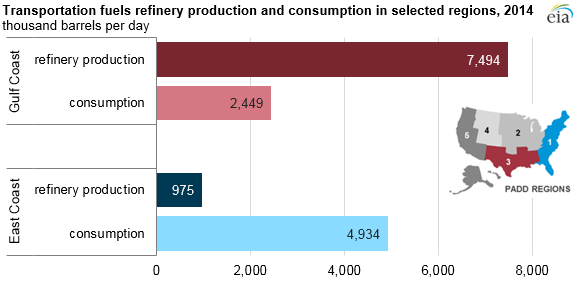 Transportation fuels refinery production and consumption in selected regions, 2014
thousand barrels per day
eia
Gulf Coast
refinery production
7,494
consumption
2,449
East Coast
refinery production
975
consumption
4,934
0
2,000
4,000
6,000
8,000
5
4
2
1
3
PADD REGIONS